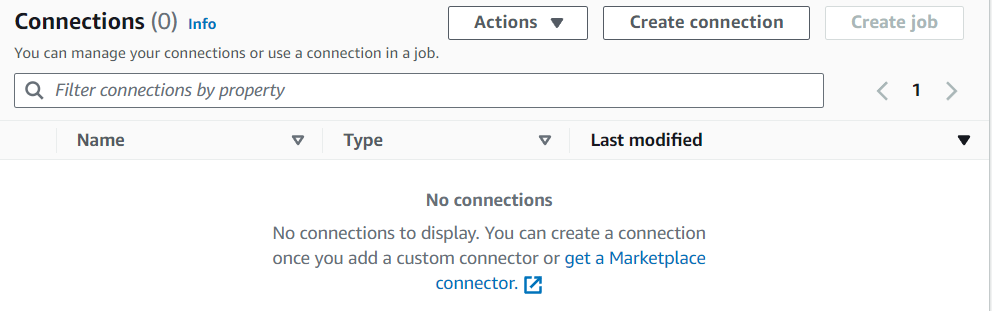 Connections (0) Info
Actions
Create connection
Create job
You can manage your connections or use a connection in a job.
Filter connections by property
1
Name
Type
Last modified
No connections
No connections to display. You can create a connection
once you add a custom connector or get a Marketplace
connector.